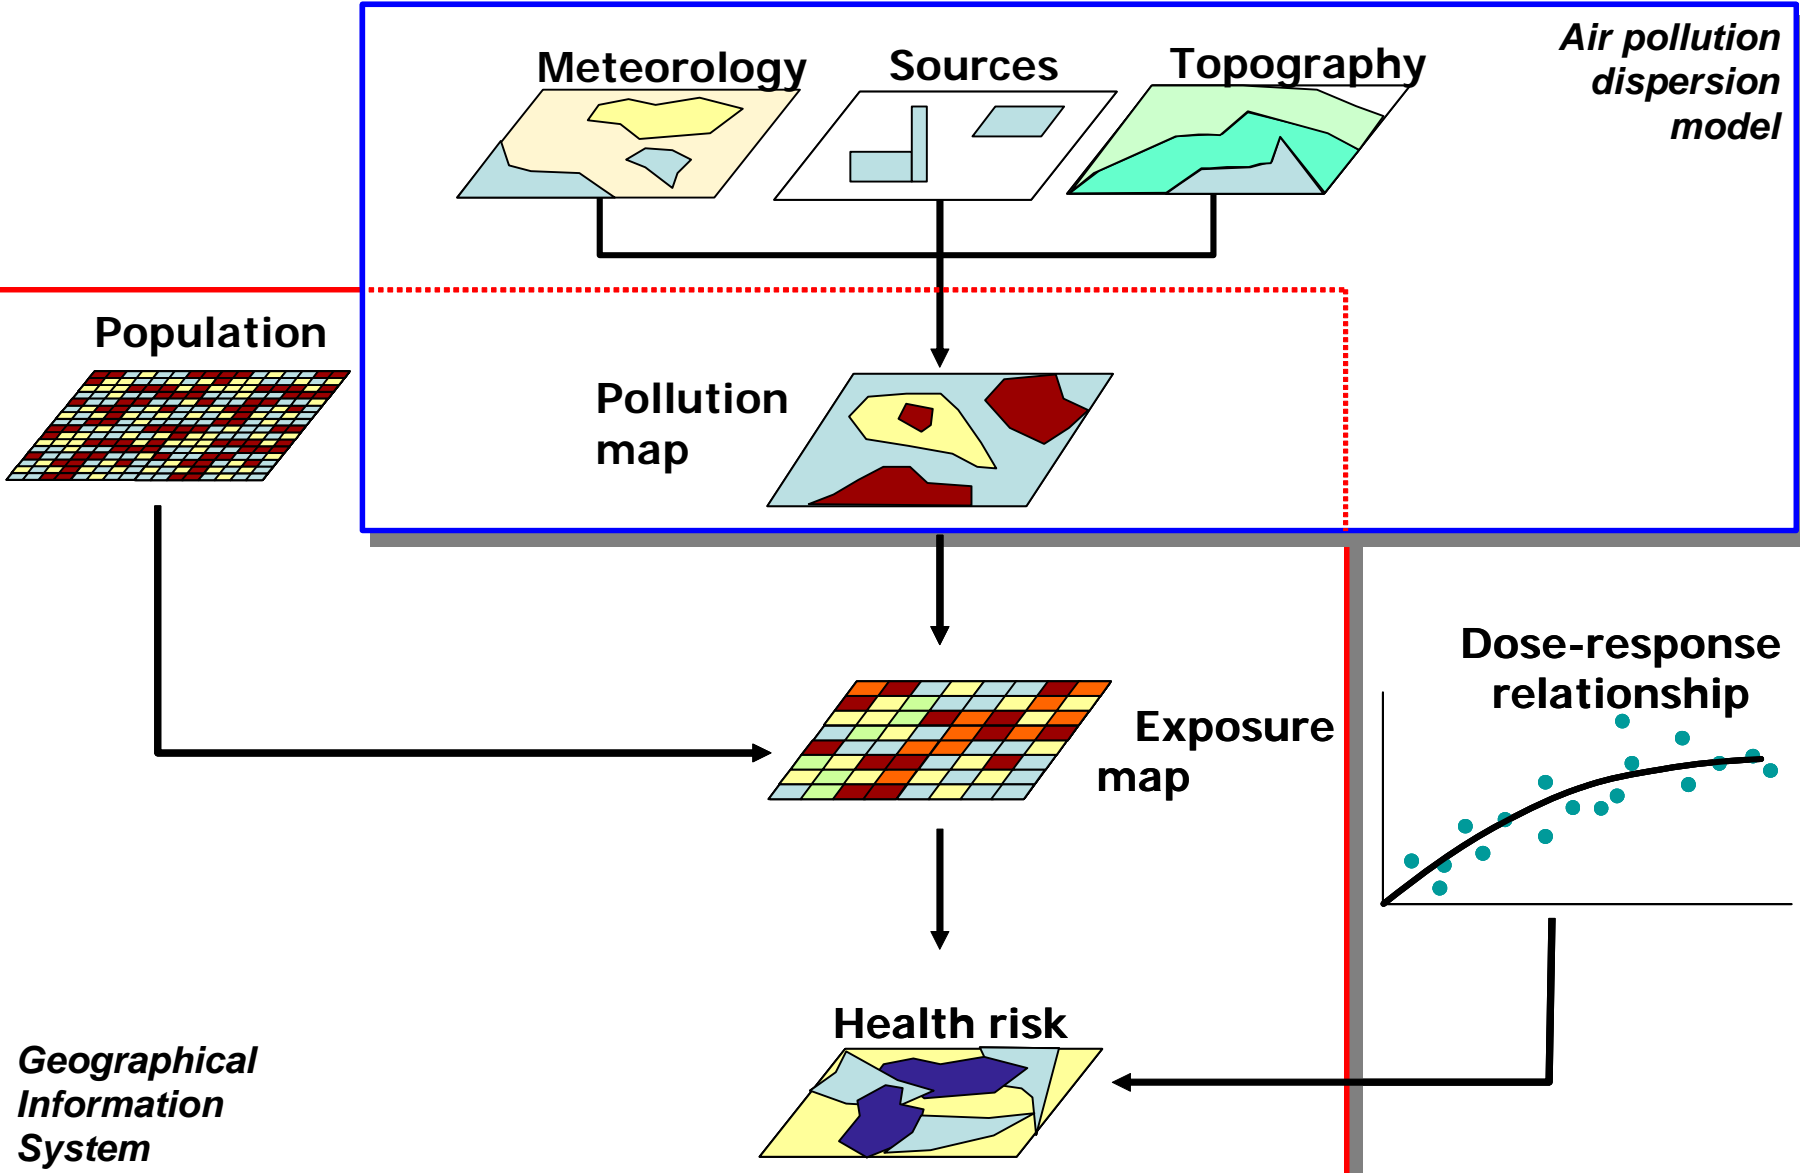 Air pollution
dispersion
model
Meteorology
Sources
Topography
Population
Pollution
map
Exposure
map
Dose-response
relationship
Health risk
Geographical
Information
System